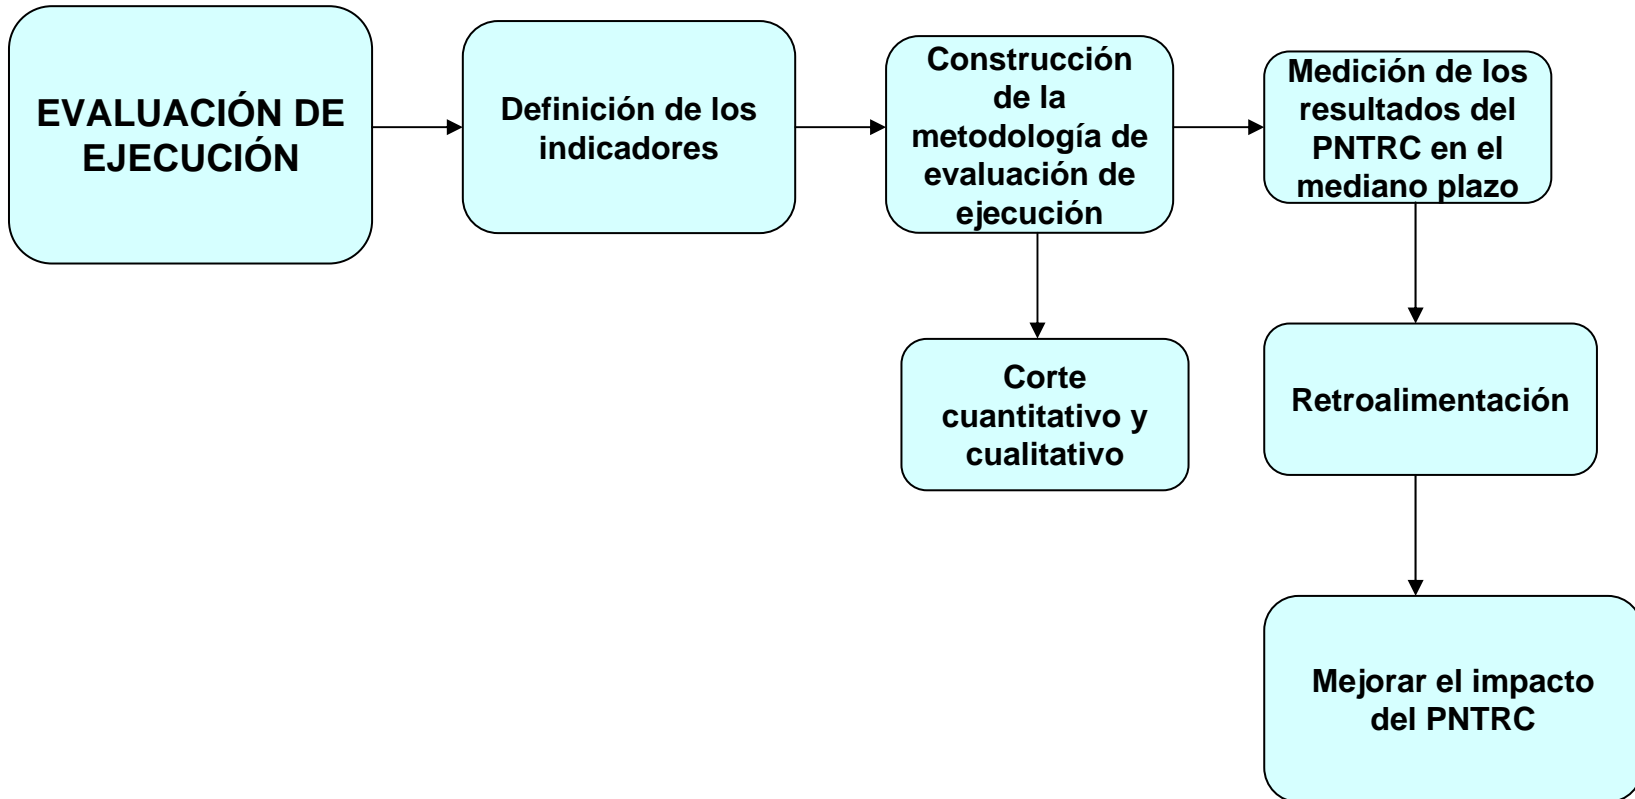 EVALUACIÓN DE
EJECUCIÓN
Definición de los
indicadores
Construcción
de la
metodología de
evaluación de
ejecución
Medición de los
resultados del
PNTRC en el
mediano plazo
Corte
cuantitativo y
cualitativo
Retroalimentación
Mejorar el impacto
del PNTRC